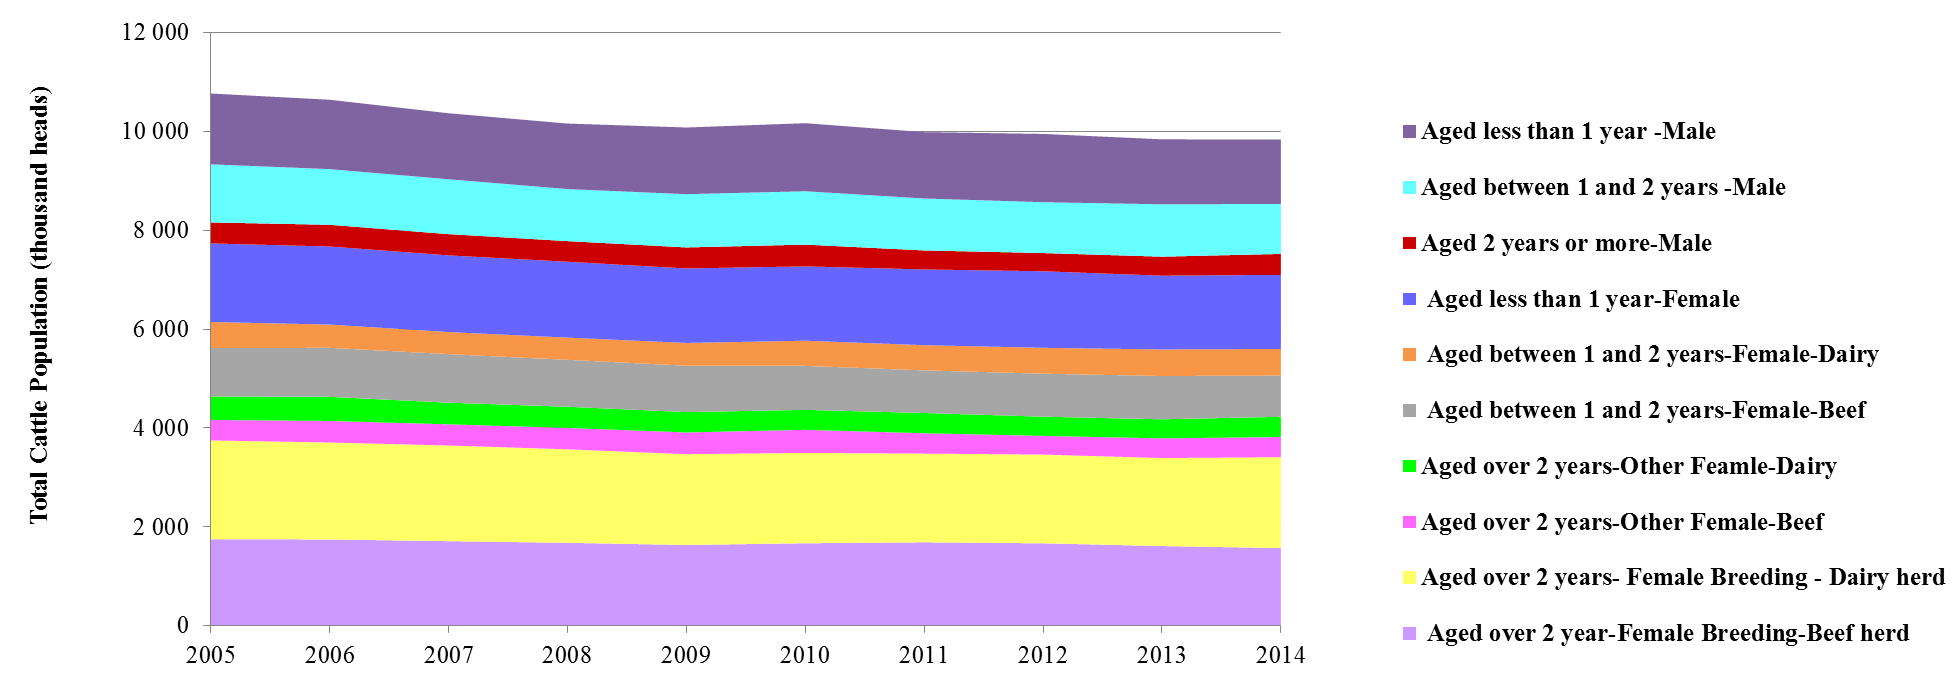 Total Cattle Population (thousand heads)
12 000
10 000
8 000
6 000
4 000
2 000
0
2005 2006 2007 2008 2009 2010 2011 2012 2013 2014
Aged less than 1 year -Male
Aged between 1 and 2 years -Male
Aged 2 years or more-Male
Aged less than 1 year-Female
Aged between 1 and 2 years-Female-Dairy
Aged between 1 and 2 years-Female-Beef
Aged over 2 years-Other Feamle-Dairy
Aged over 2 years-Other Female-Beef
Aged over 2 years- Female Breeding - Dairy herd
Aged over 2 year-Female Breeding-Beef herd